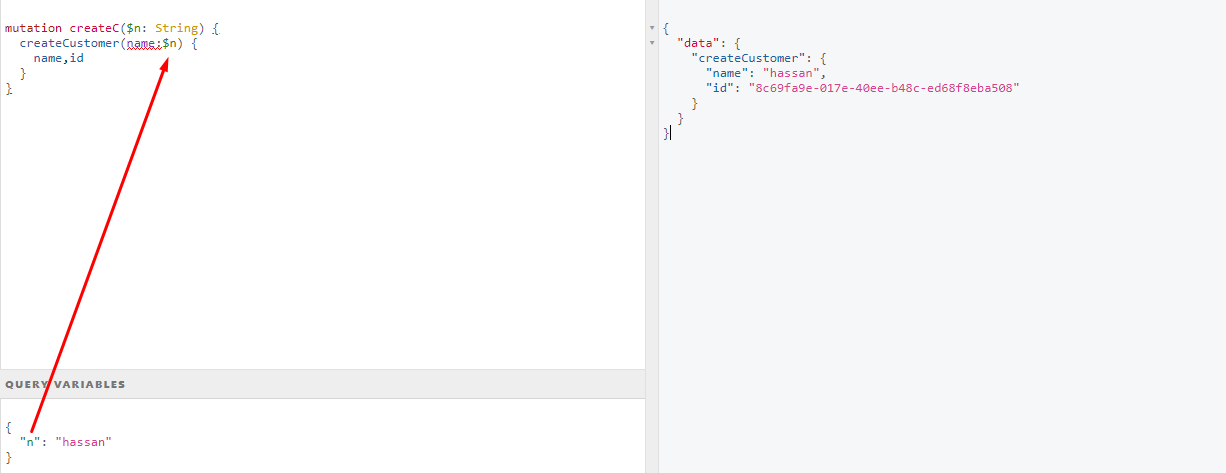 mutation createC($n: String) {
  createCustomer(name:$n) {
    name,id
  }
}
QUERY VARIABLES
{
  "n": "hassan"
}
{
  "data": {
    "createCustomer": {
      "name": "hassan",
      "id": "8c69fa9e-017e-40ee-b48c-ed68f8eba508"
    }
  }
}